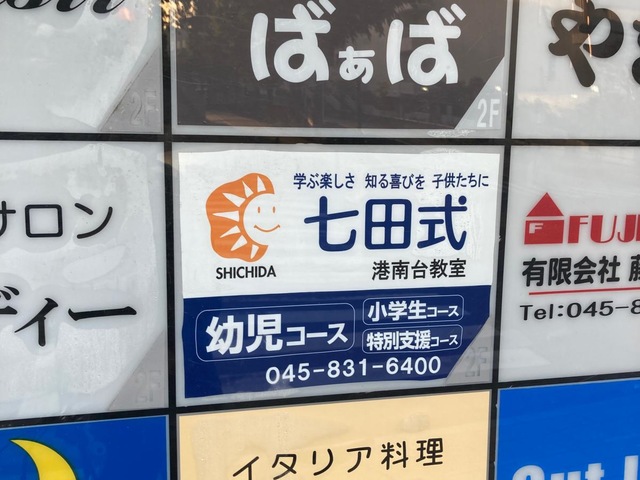 ばぁば
2F
サロン
ディー
2F
学ぶ楽しさ 知る喜びを 子供たちに
七田式
SHICHIDA
港南台教室
幼児コース
小学生コース
特別支援コース
045-831-6400
2F
F
有限会社
Tel:045-8
イタリア料理